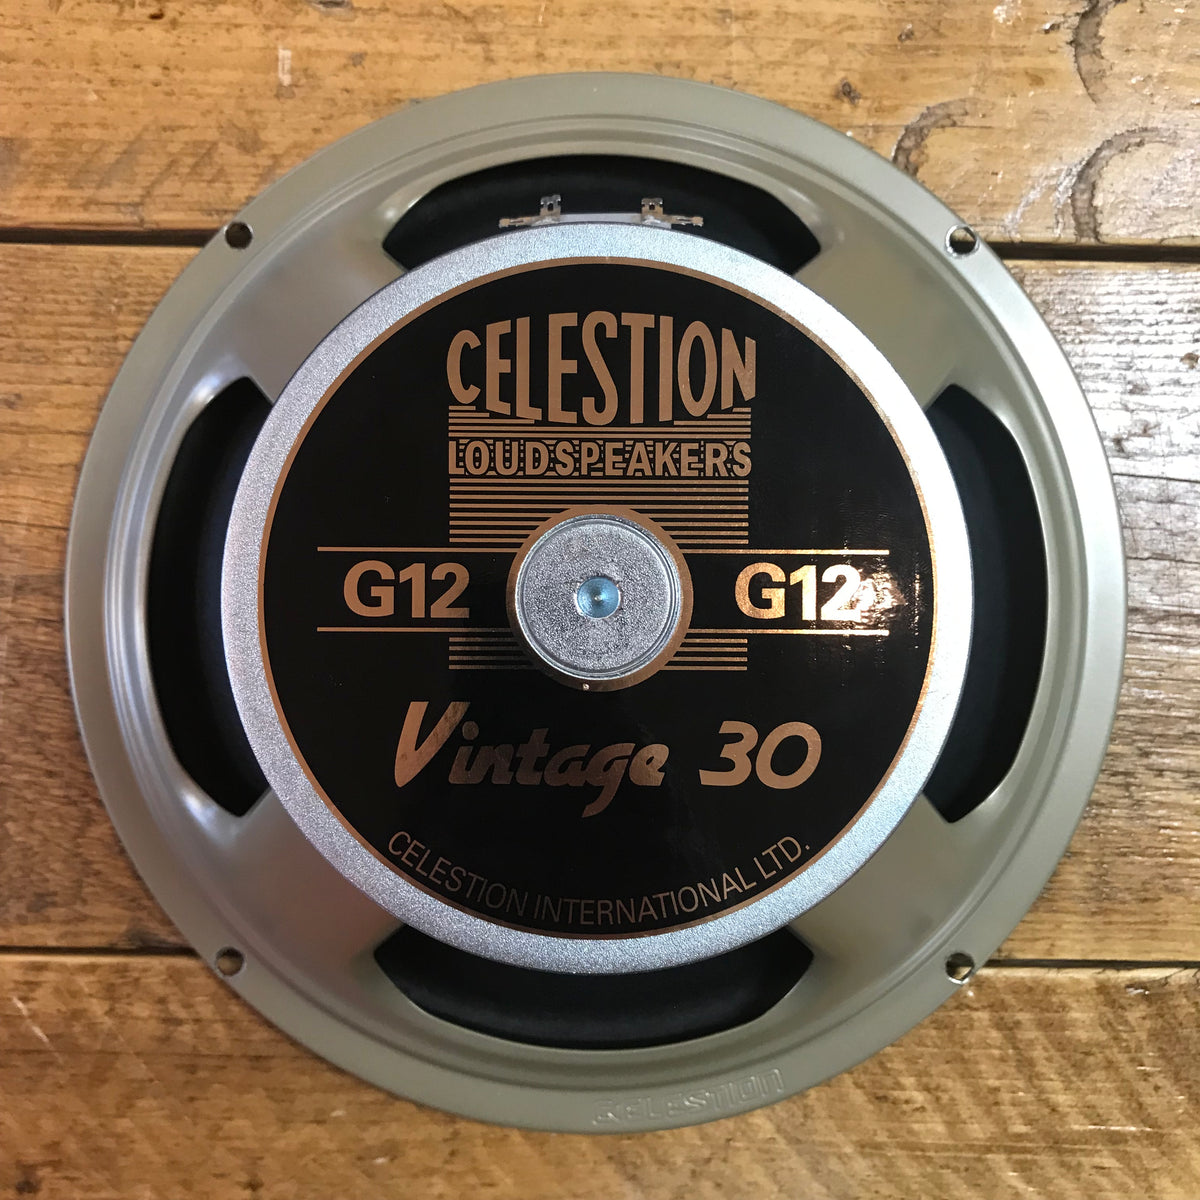 CELESTION
LOUDSPEAKERS
G12 G12
Vintage 30
CELESTION INTERNATIONAL LTD.
CELESTION